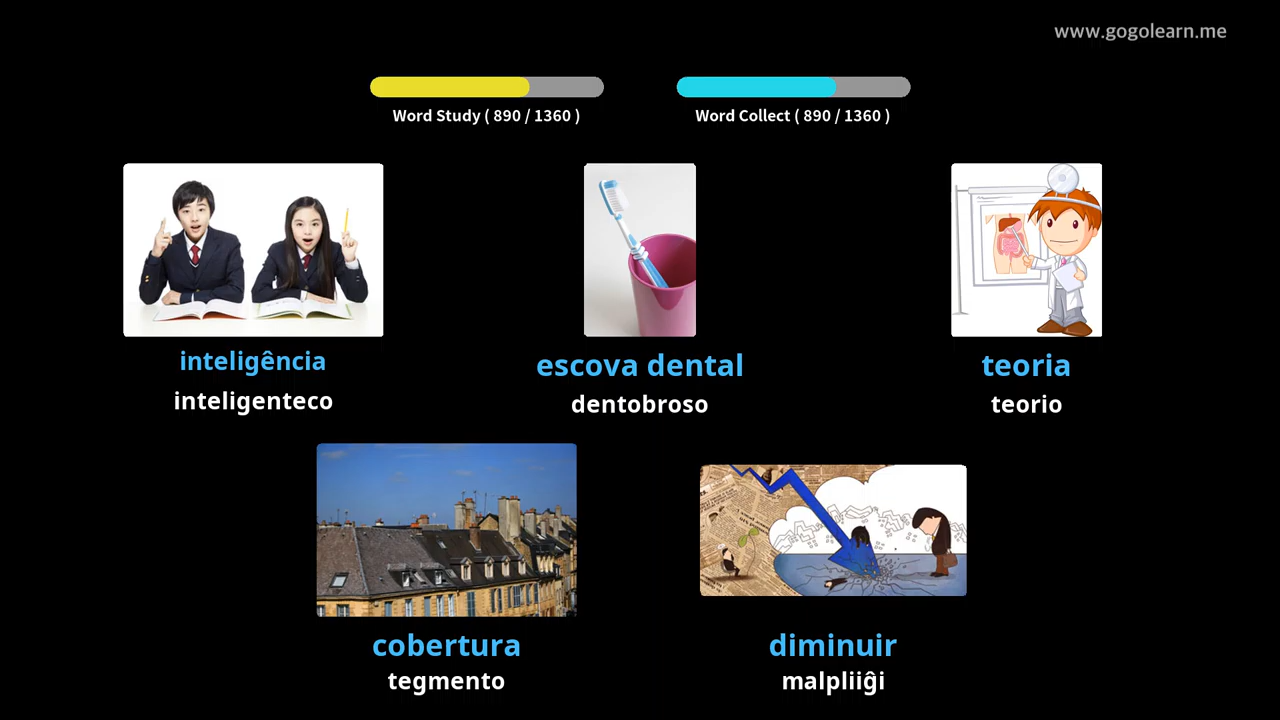 www.gogolearn.me
Word Study ( 890 / 1360 )
Word Collect ( 890 / 1360 )
inteligência
inteligenteco
escova dental
dentobroso
teoria
teorio
cobertura
tegmento
diminuir
malpliiĝi